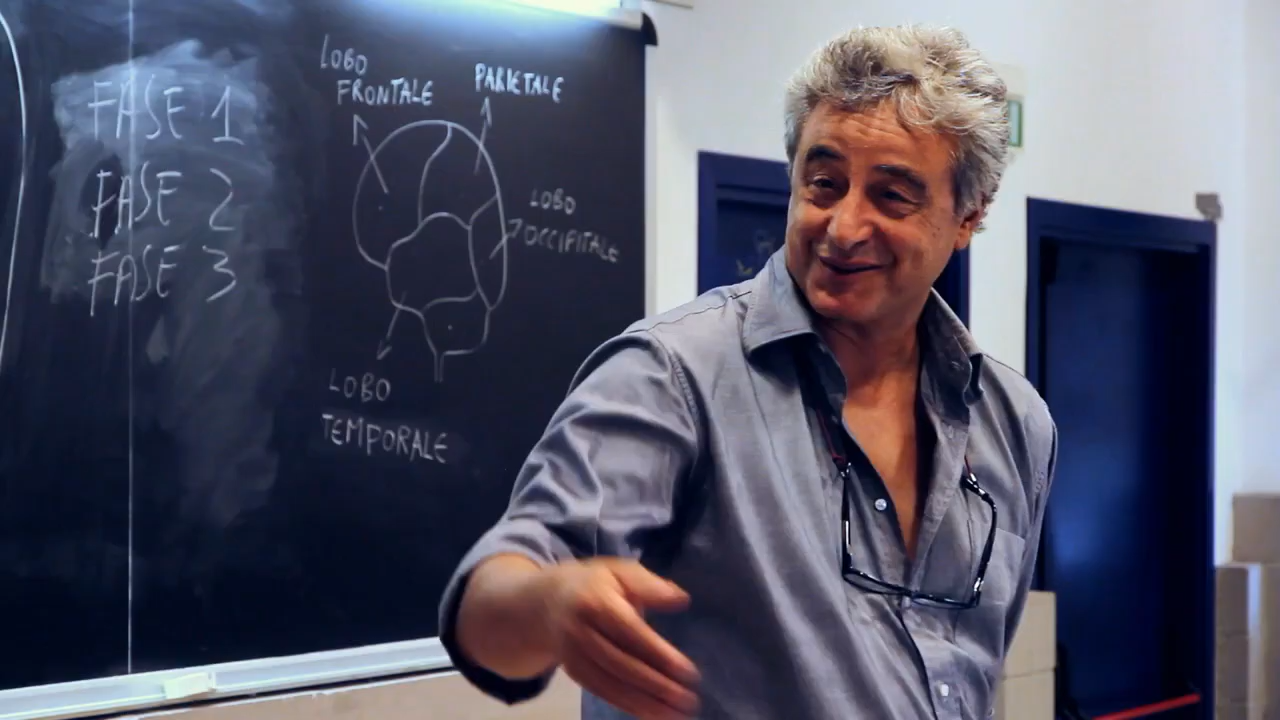 FASE 1
FASE 2
FASE 3
LOBO
FRONTALE
PARIETALE
LOBO
OCCIPITALE
LOBO
TEMPORALE